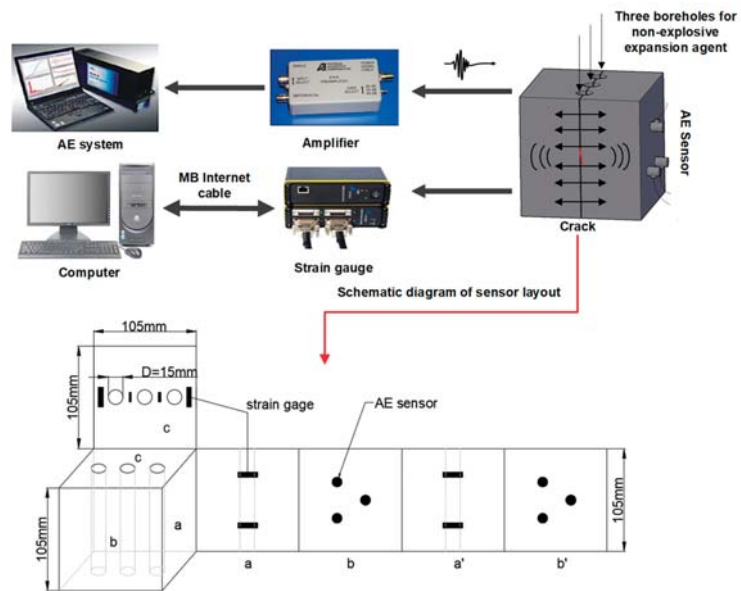 Three boreholes for
non-explosive
expansion agent
AE Sensor
AE system
Amplifier
MB Internet
cable
Crack
Computer
Strain gauge
Schematic diagram of sensor layout
105mm
D=15mm
105mm
strain gage
AE sensor
c
c
a
b
105mm
105mm
a
b
a'
b'